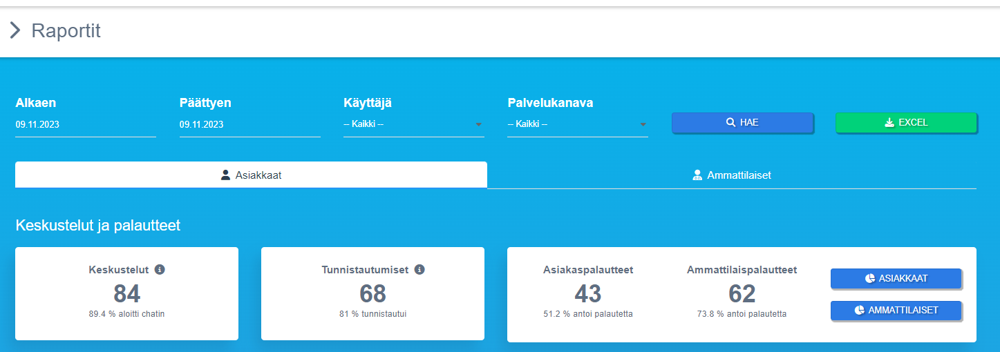 Raportit
Alkaen
Päättyen
Käyttäjä
Palvelukanava
09.11.2023
09.11.2023
-- Kaikki --
-- Kaikki --
HAE
EXCEL
Asiakkaat
Ammattilaiset
Keskustelut ja palautteet
Keskustelut
84
89.4 % aloitti chatin
Tunnistautumiset
68
81 % tunnistautui
Asiakaspalautteet
43
51.2 % antoi palautetta
Ammattilaispalautteet
62
73.8 % antoi palautetta
ASIAKKAAT
AMMATTILAISET